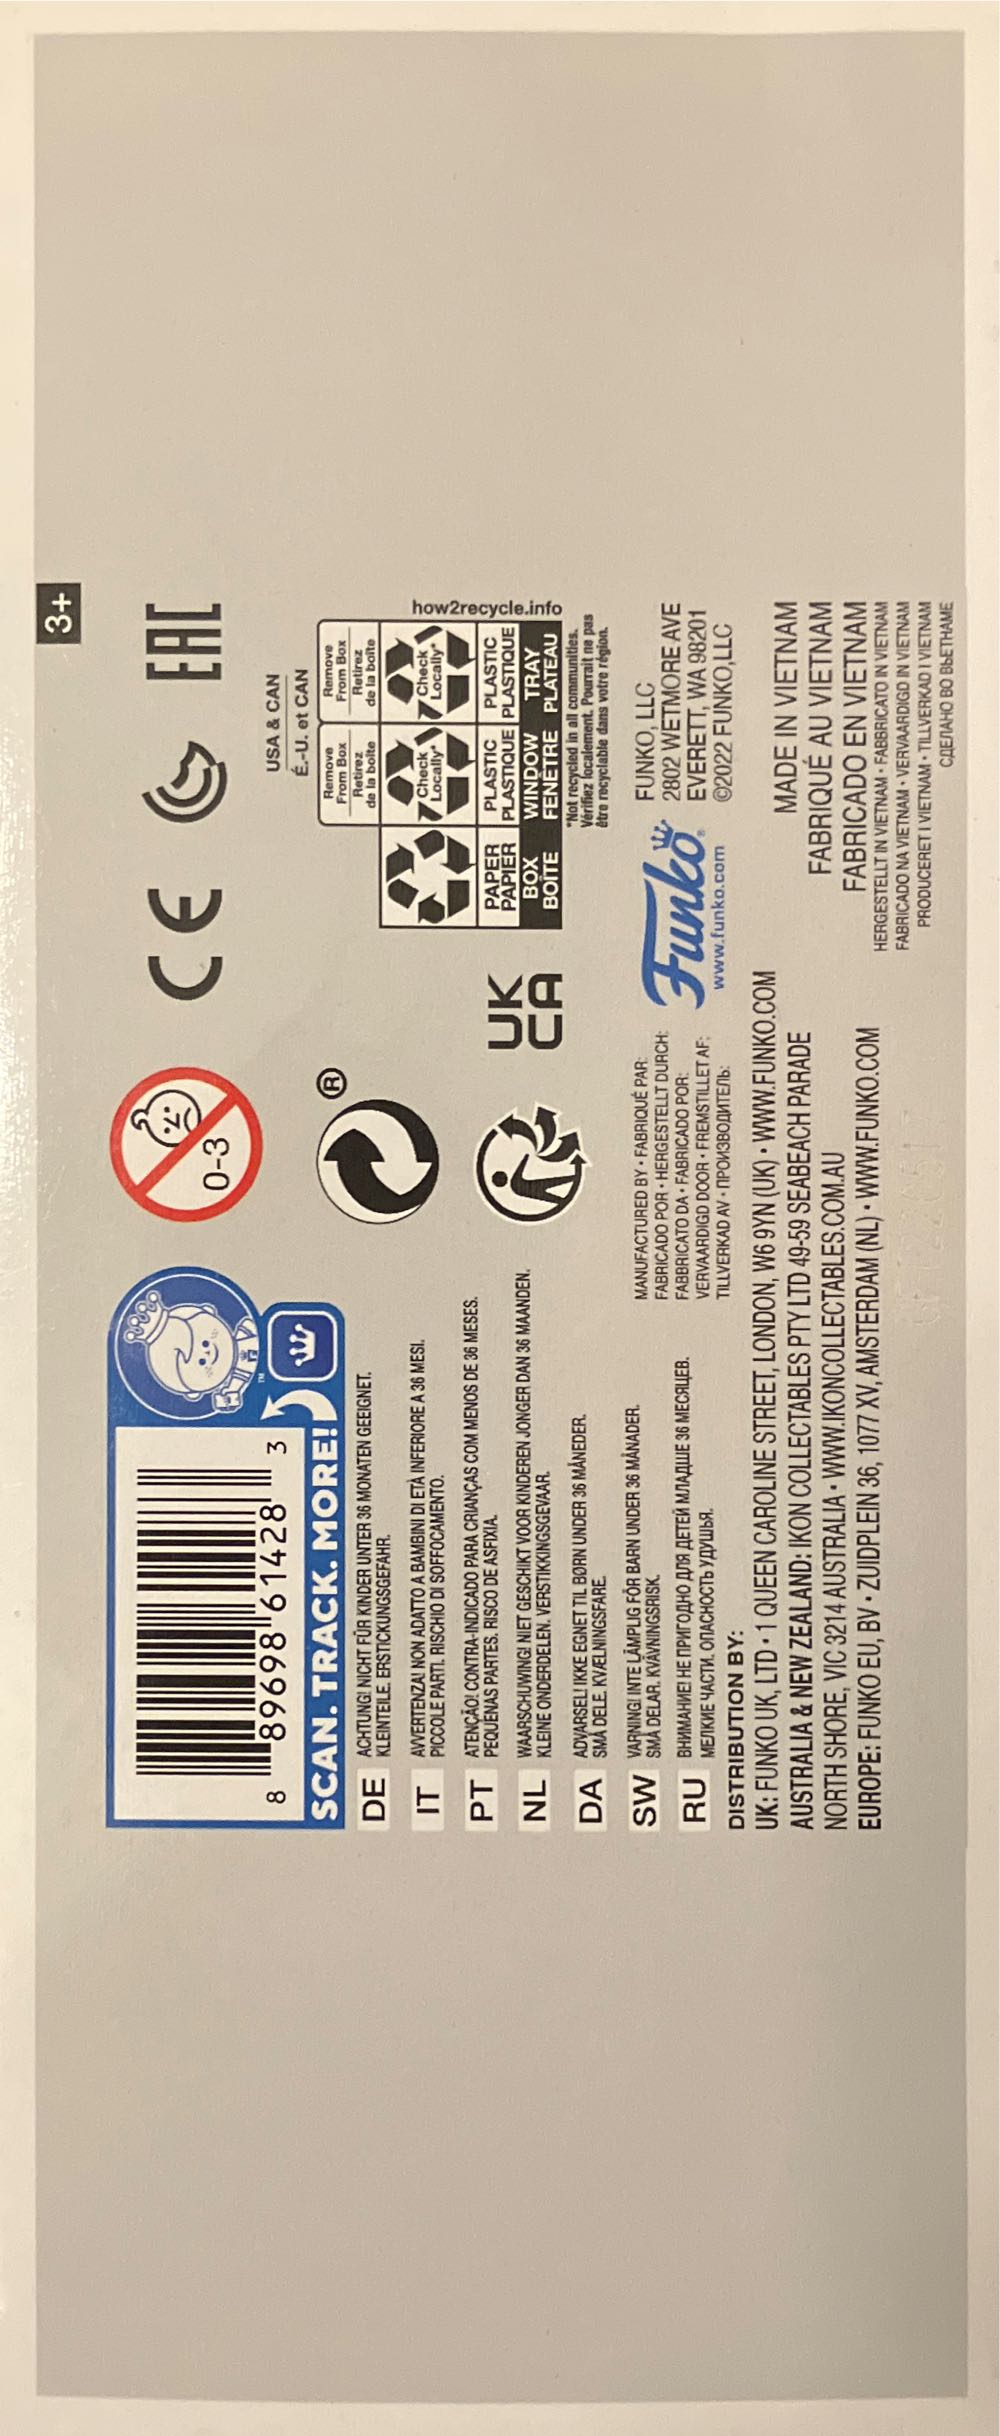 3+
8 89698 61428 3
SCAN. TRACK. MORE!
™
0-3
CE
EAC
®
UK
CA
USA & CAN
É.-U. et CAN
Remove
From Box
Retirez
de la boîte
Remove
From Box
Retirez
de la boîte
Check
Locally*
Check
Locally*
PAPER
PAPIER
PLASTIC
PLASTIQUE
PLASTIC
PLASTIQUE
BOX
BOÎTE
WINDOW
FENÊTRE
TRAY
PLATEAU
how2recycle.info
*Not recycled in all communities.
Vérifiez localement. Pourrait ne pas
être recyclable dans votre région.
DE
ACHTUNG! NICHT FÜR KINDER UNTER 36 MONATEN GEEIGNET.
KLEINTEILE. ERSTICKUNGSGEFAHR.
IT
AVVERTENZA! NON ADATTO A BAMBINI DI ETÀ INFERIORE A 36 MESI.
PICCOLE PARTI. RISCHIO DI SOFFOCAMENTO.
PT
ATENÇÃO! CONTRA-INDICADO PARA CRIANÇAS COM MENOS DE 36 MESES.
PEQUENAS PARTES. RISCO DE ASFIXIA.
NL
WAARSCHUWING! NIET GESCHIKT VOOR KINDEREN JONGER DAN 36 MAANDEN.
KLEINE ONDERDELEN. VERSTIKKINGSGEVAAR.
DA
ADVARSEL! IKKE EGNET TIL BØRN UNDER 36 MÅNEDER.
SMÅ DELE. KVÆLNINGSFARE.
SW
VARNING! INTE LÄMPLIG FÖR BARN UNDER 36 MÅNADER.
SMÅ DELAR. KVÄVNINGSRISK.
RU
ВНИМАНИЕ! НЕ ПРИГОДНО ДЛЯ ДЕТЕЙ МЛАДШЕ 36 МЕСЯЦЕВ.
МЕЛКИЕ ЧАСТИ. ОПАСНОСТЬ УДУШЬЯ.
MANUFACTURED BY • FABRIQUÉ PAR:
FABRICADO POR • HERGESTELLT DURCH:
FABBRICATO DA • FABRICADO POR:
VERVAARDIGD DOOR • FREMSTILLET AF:
TILLVERKAD AV • ПРОИЗВОДИТЕЛЬ:
Funko®
www.funko.com
FUNKO, LLC
2802 WETMORE AVE
EVERETT, WA 98201
©2022 FUNKO,LLC
DISTRIBUTION BY:
UK: FUNKO UK, LTD • 1 QUEEN CAROLINE STREET, LONDON, W6 9YN (UK) • WWW.FUNKO.COM
AUSTRALIA & NEW ZEALAND: IKON COLLECTABLES PTY LTD 49-59 SEABEACH PARADE
NORTH SHORE, VIC 3214 AUSTRALIA • WWW.IKONCOLLECTABLES.COM.AU
EUROPE: FUNKO EU, BV • ZUIDPLEIN 36, 1077 XV, AMSTERDAM (NL) • WWW.FUNKO.COM
MADE IN VIETNAM
FABRIQUÉ AU VIETNAM
FABRICADO EN VIETNAM
HERGESTELLT IN VIETNAM • FABBRICATO IN VIETNAM
FABRICADO NA VIETNAM • VERVAARDIGD IN VIETNAM
PRODUCERET I VIETNAM • TILLVERKAD I VIETNAM
СДЕЛАНО ВО ВЬЕТНАМЕ